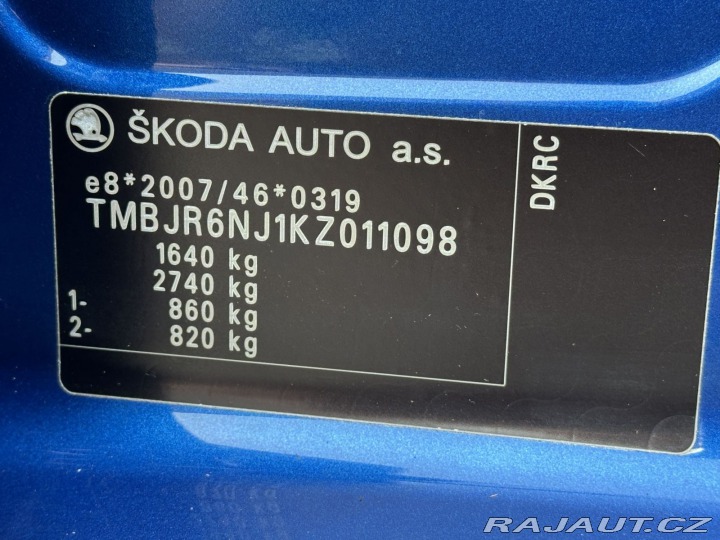 ŠKODA AUTO a.s.
e8*2007/46*0319
TMBJR6NJ1KZ011098
1640 kg
2740 kg
1- 860 kg
2- 820 kg
DKRC
RAJAUT.CZ